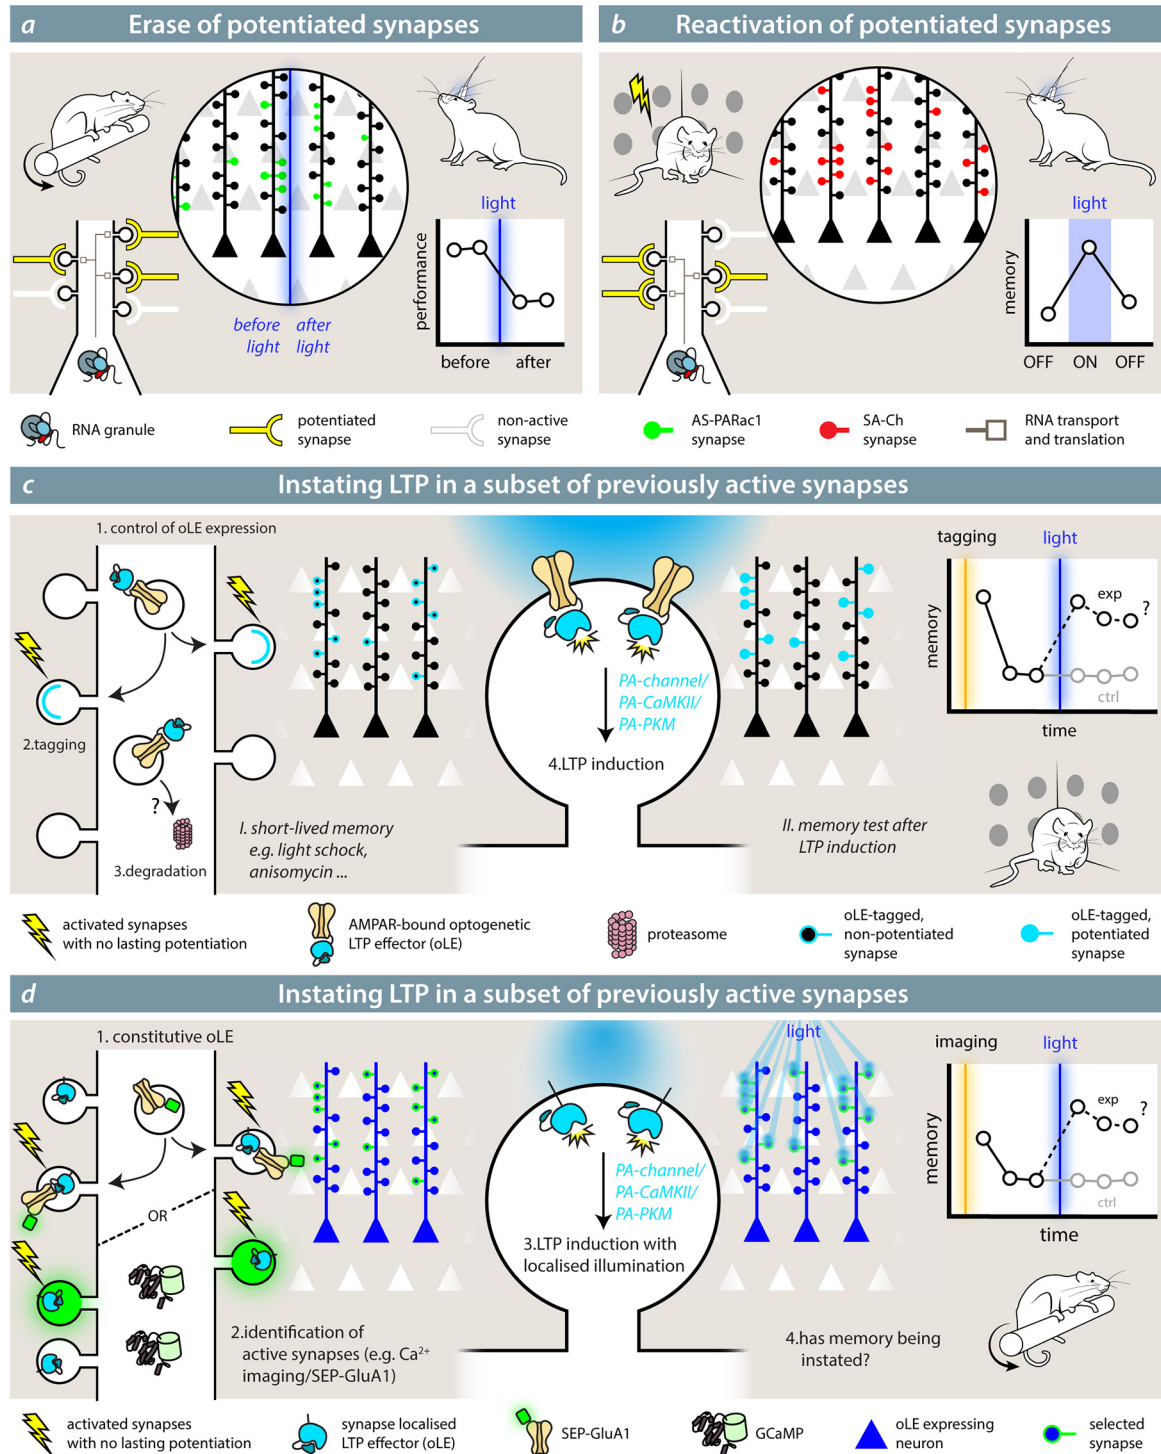 a Erase of potentiated synapses
b Reactivation of potentiated synapses
light
performance
before
light
after
light
before after
light
memory
OFF ON OFF
RNA granule
potentiated
synapse
non-active
synapse
AS-PARac1
synapse
SA-Ch
synapse
RNA transport
and translation
c Instating LTP in a subset of previously active synapses
1. control of oLE expression
2.tagging
?
3.degradation
I. short-lived memory
e.g. light schock,
anisomycin ...
PA-channel/
PA-CaMKII/
PA-PKM
4.LTP induction
II. memory test after
LTP induction
tagging light
memory
exp
?
ctrl
time
activated synapses
with no lasting potentiation
AMPAR-bound optogenetic
LTP effector (oLE)
proteasome
oLE-tagged,
non-potentiated
synapse
oLE-tagged,
potentiated
synapse
d Instating LTP in a subset of previously active synapses
1. constitutive oLE
OR
2.identification of
active synapses (e.g. Ca2+
imaging/SEP-GluA1)
PA-channel/
PA-CaMKII/
PA-PKM
3.LTP induction with
localised illumination
light
4.has memory being
instated?
imaging light
memory
exp
?
ctrl
time
activated synapses
with no lasting potentiation
synapse localised
LTP effector (oLE)
SEP-GluA1
GCaMP
oLE expressing
neuron
selected
synapse